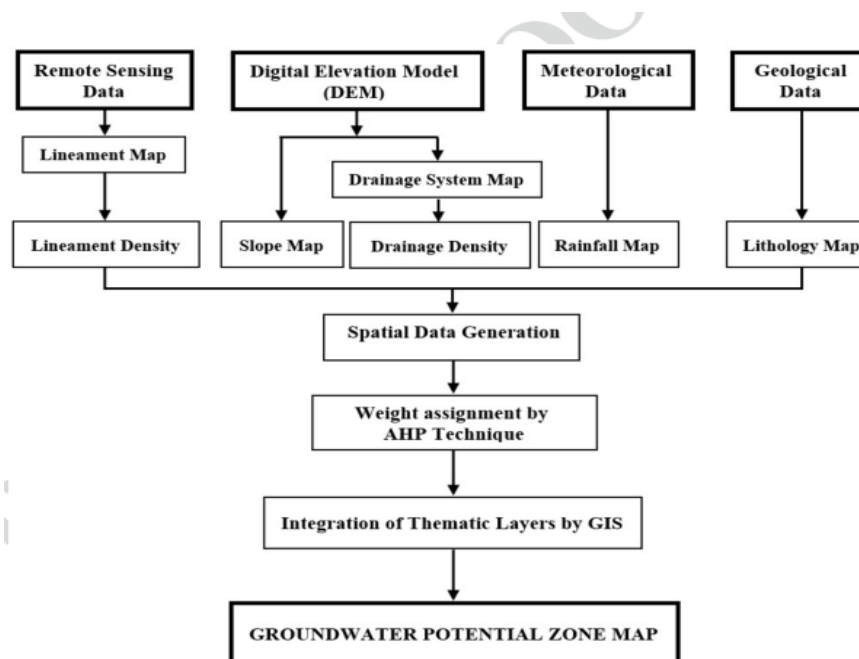 Remote Sensing
Data
Digital Elevation Model
(DEM)
Meteorological
Data
Geological
Data
Lineament Map
Drainage System Map
Lineament Density
Slope Map
Drainage Density
Rainfall Map
Lithology Map
Spatial Data Generation
Weight assignment by
AHP Technique
Integration of Thematic Layers by GIS
GROUNDWATER POTENTIAL ZONE MAP